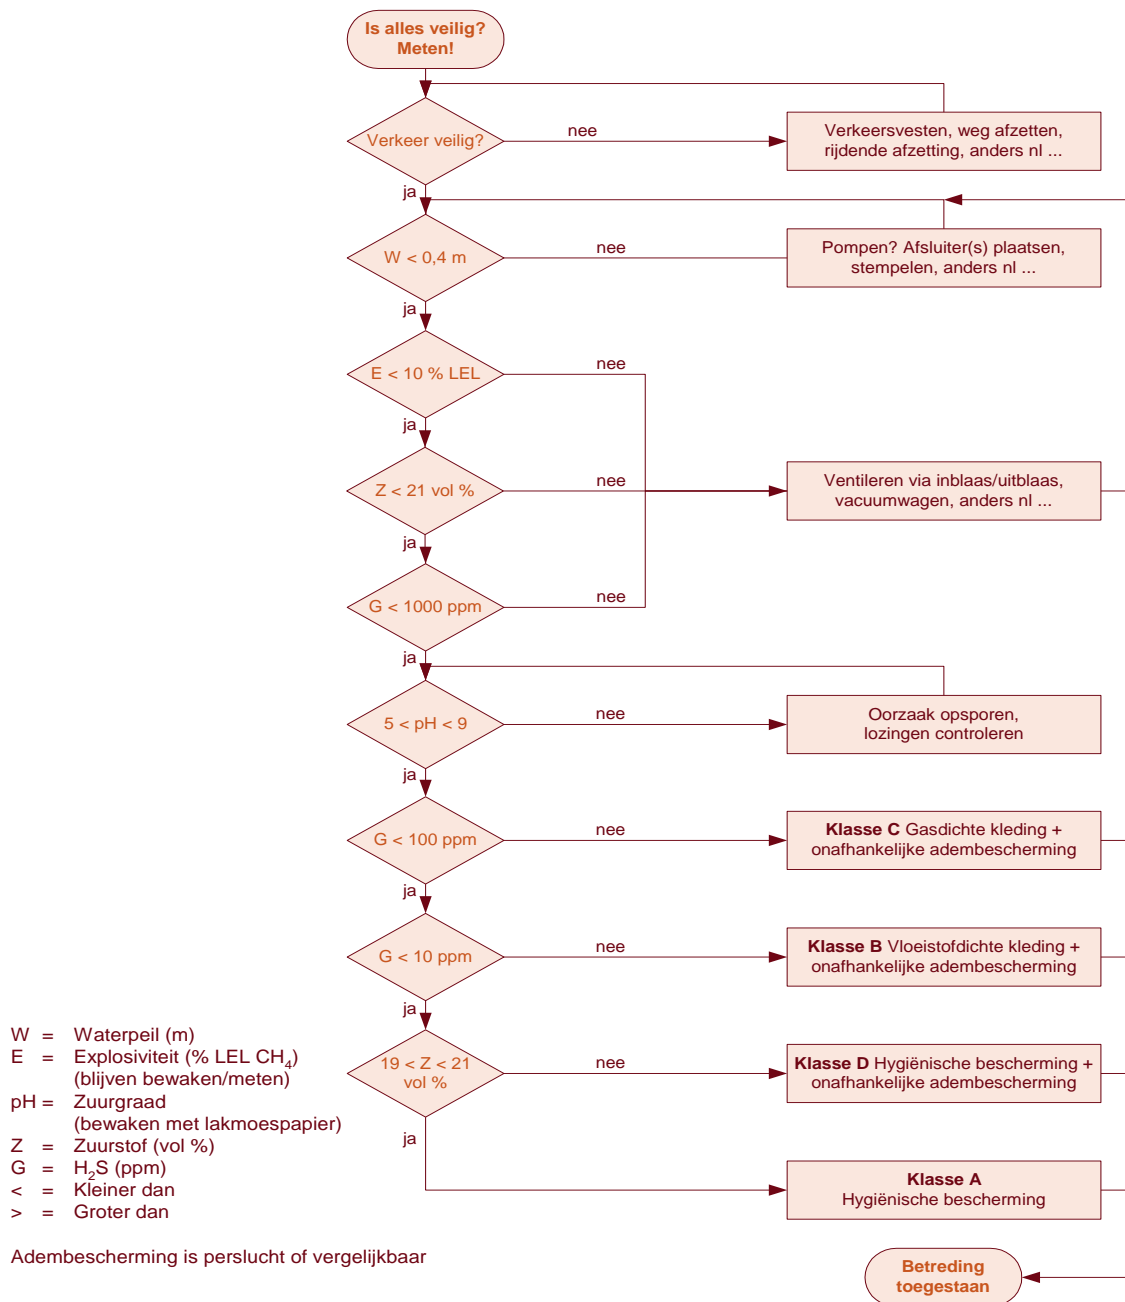 Is alles veilig?
Meten!
Verkeer veilig?
nee
Verkeersvesten, weg afzetten,
rijdende afzetting, anders nl ...
ja
W < 0,4 m
nee
Pompen? Afsluiter(s) plaatsen,
stempelen, anders nl ...
ja
E < 10 % LEL
nee
ja
Z < 21 vol %
nee
Ventileren via inblaas/uitblaas,
vacuumwagen, anders nl ...
ja
G < 1000 ppm
nee
ja
5 < pH < 9
nee
Oorzaak opsporen,
lozingen controleren
ja
G < 100 ppm
nee
Klasse C Gasdichte kleding +
onafhankelijke adembescherming
ja
G < 10 ppm
nee
Klasse B Vloeistofdichte kleding +
onafhankelijke adembescherming
ja
19 < Z < 21
vol %
nee
Klasse D Hygiënische bescherming +
onafhankelijke adembescherming
ja
Klasse A
Hygiënische bescherming
Betreding
toegestaan
W = Waterpeil (m)
E = Explosiviteit (% LEL CH₄)
(blijven bewaken/meten)
pH = Zuurgraad
(bewaken met lakmoespapier)
Z = Zuurstof (vol %)
G = H₂S (ppm)
< = Kleiner dan
> = Groter dan
Adembescherming is perslucht of vergelijkbaar